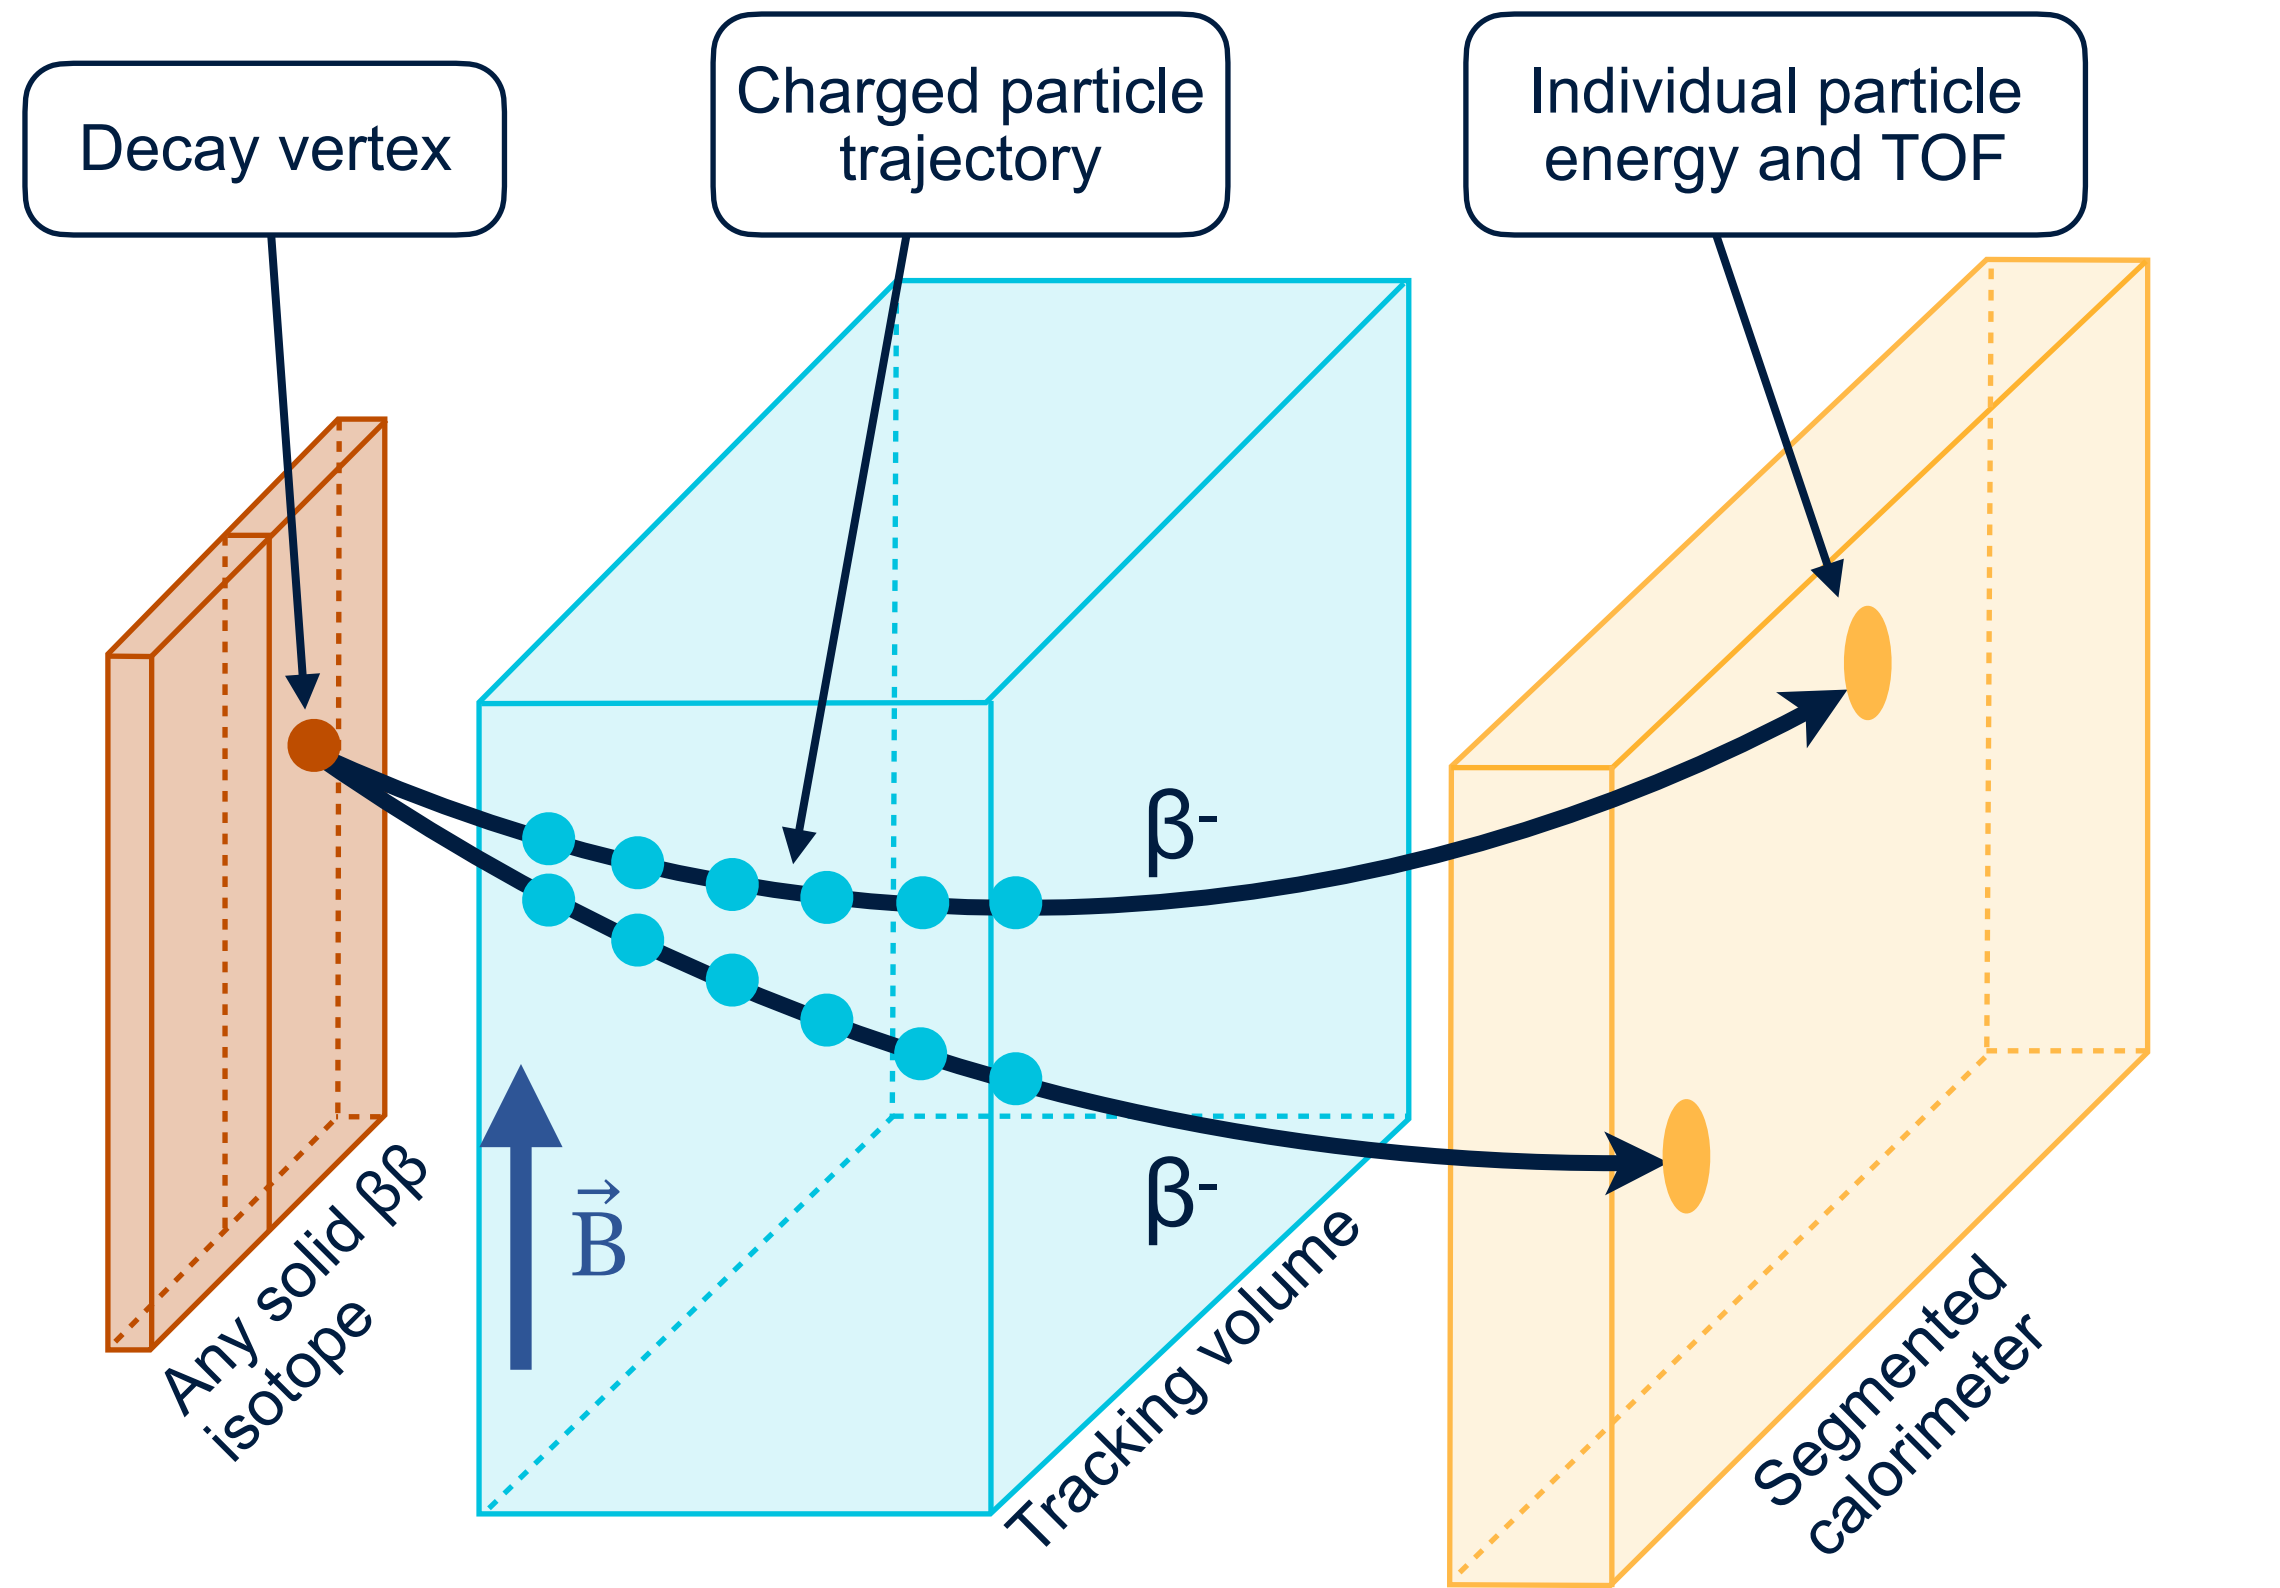 Decay vertex
Charged particle
trajectory
Individual particle
energy and TOF
β-
β-
B⃗
Any solid ββ
isotope
Tracking volume
Segmented
calorimeter